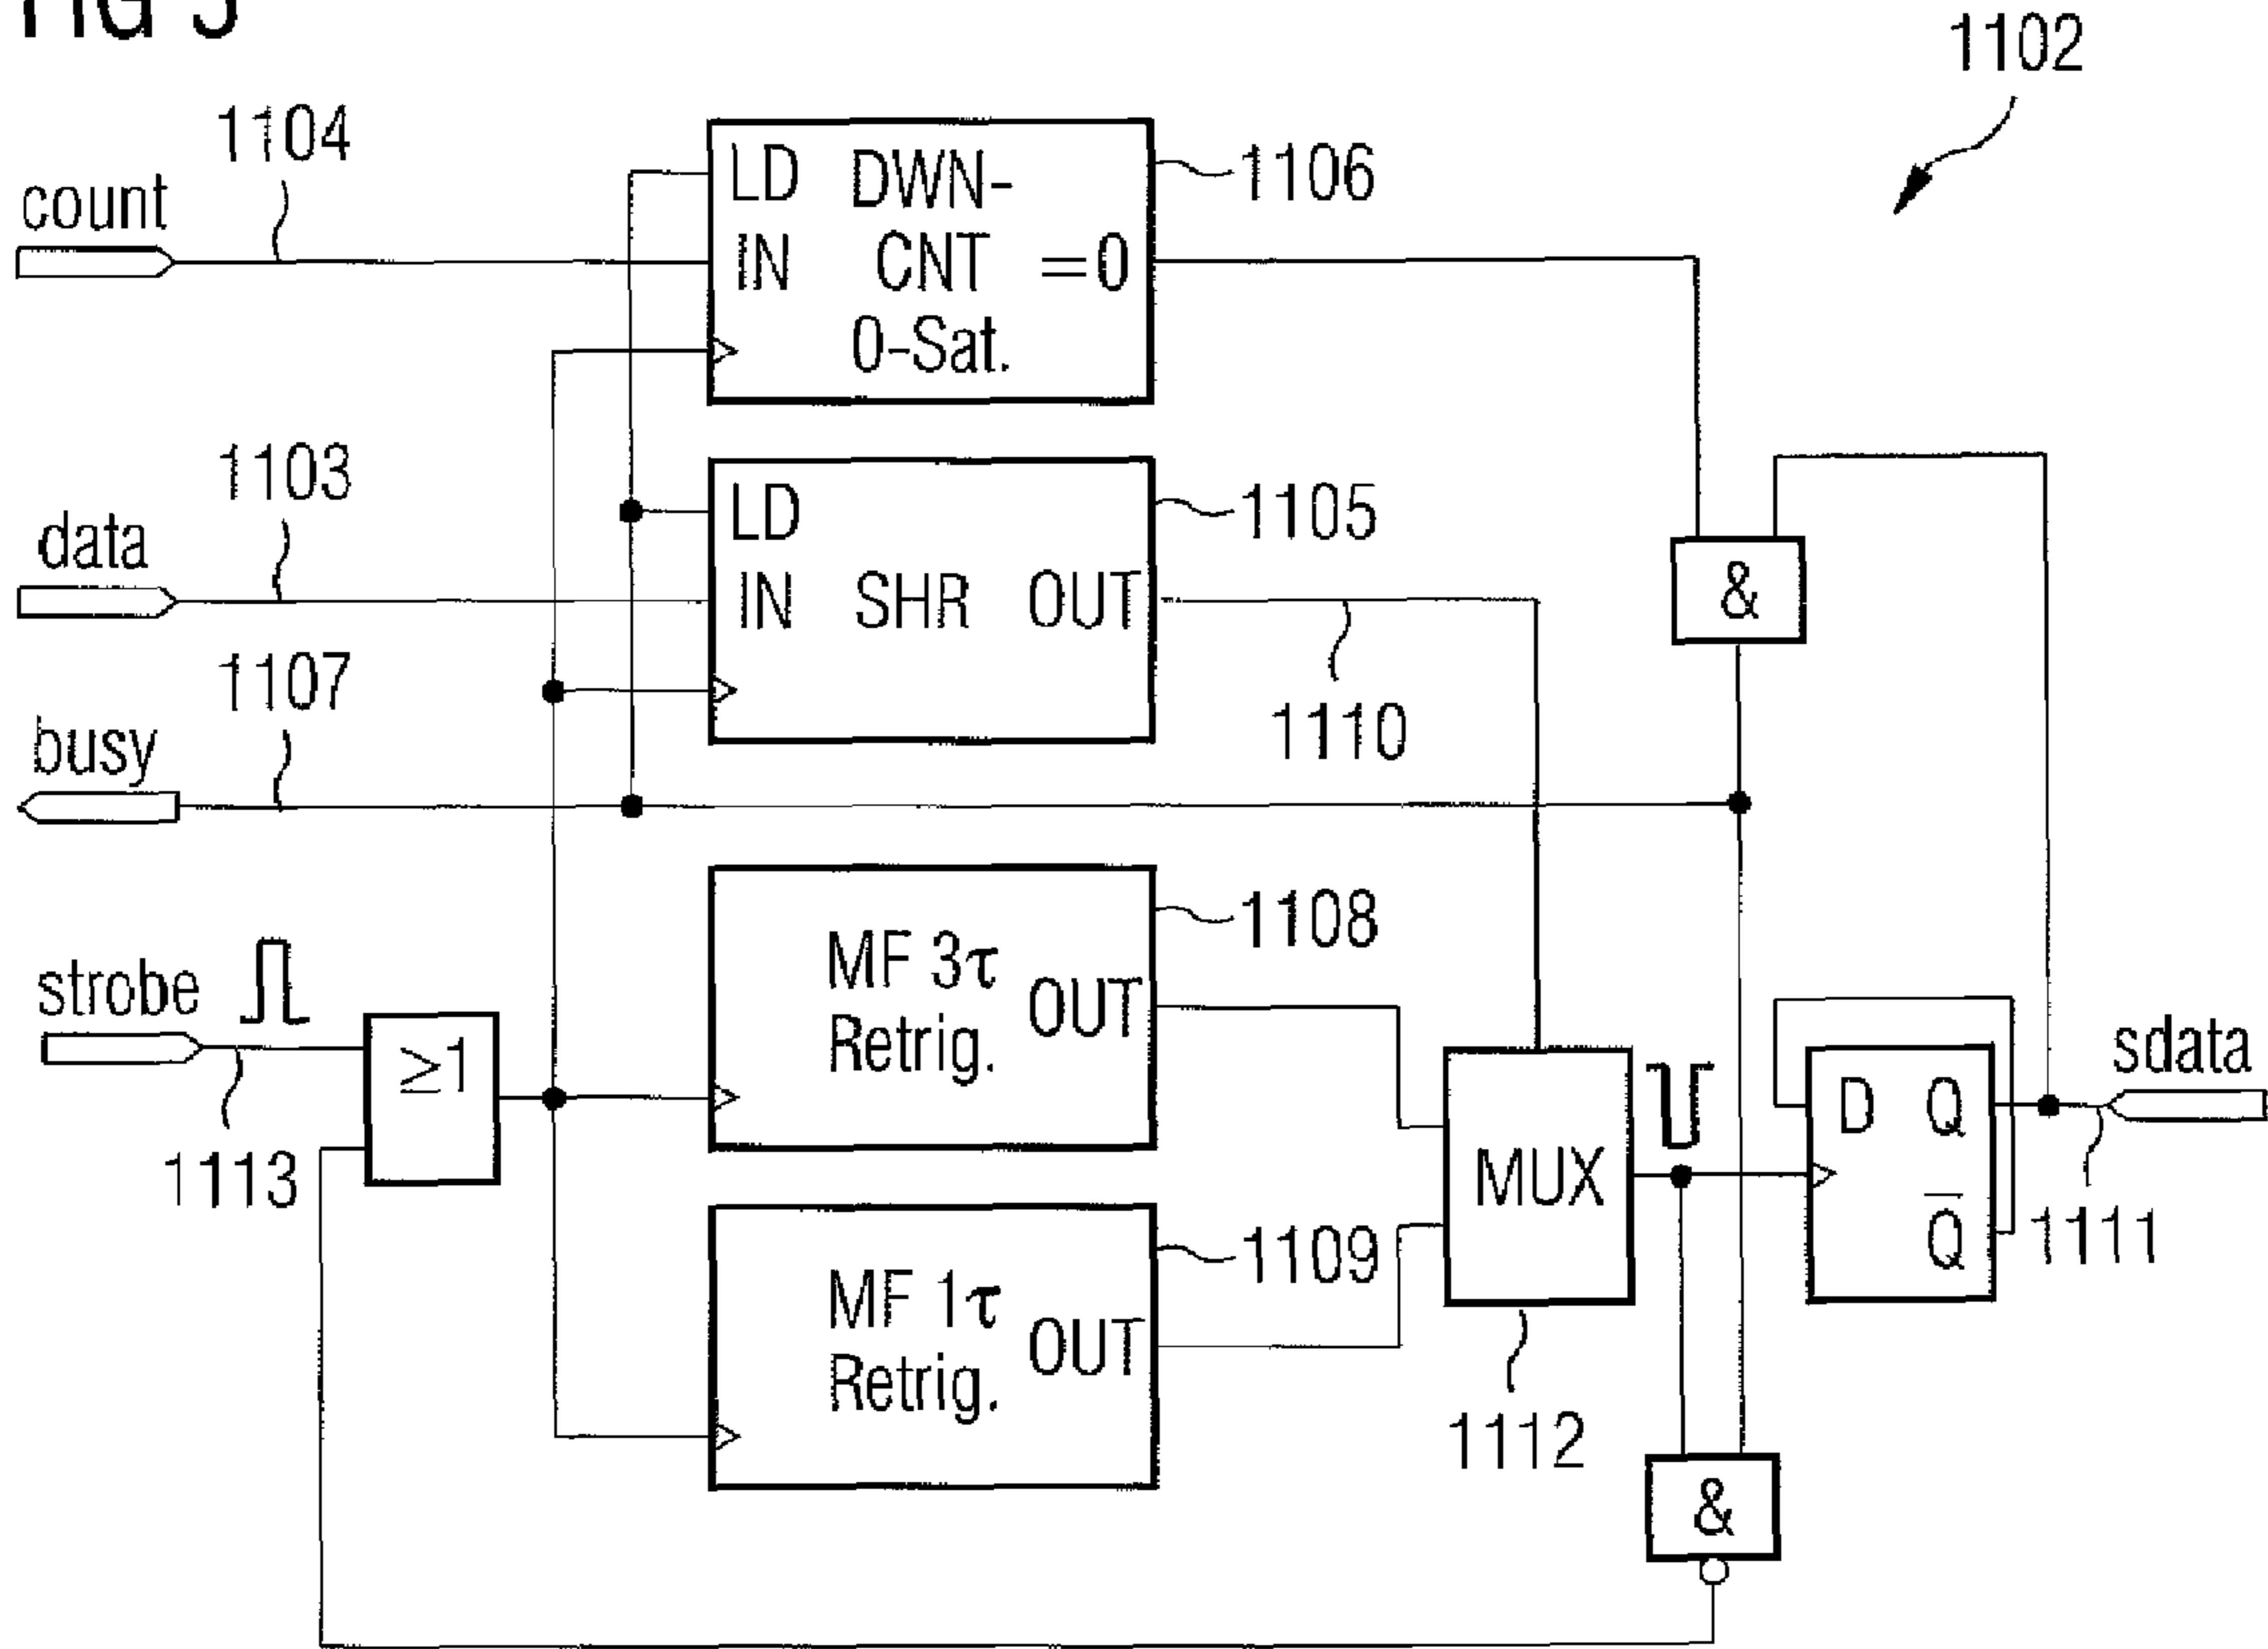 FIG 5
1102
1104
count
LD DWN-
IN CNT =0
0-Sat.
1106
1103
data
LD
IN SHR OUT
1105
&
1107
busy
1110
MF 3τ
Retrig.
OUT
1108
strobe
≥1
1113
MUX
D Q
Q̅
sdata
1111
MF 1τ
Retrig.
OUT
1109
1112
&